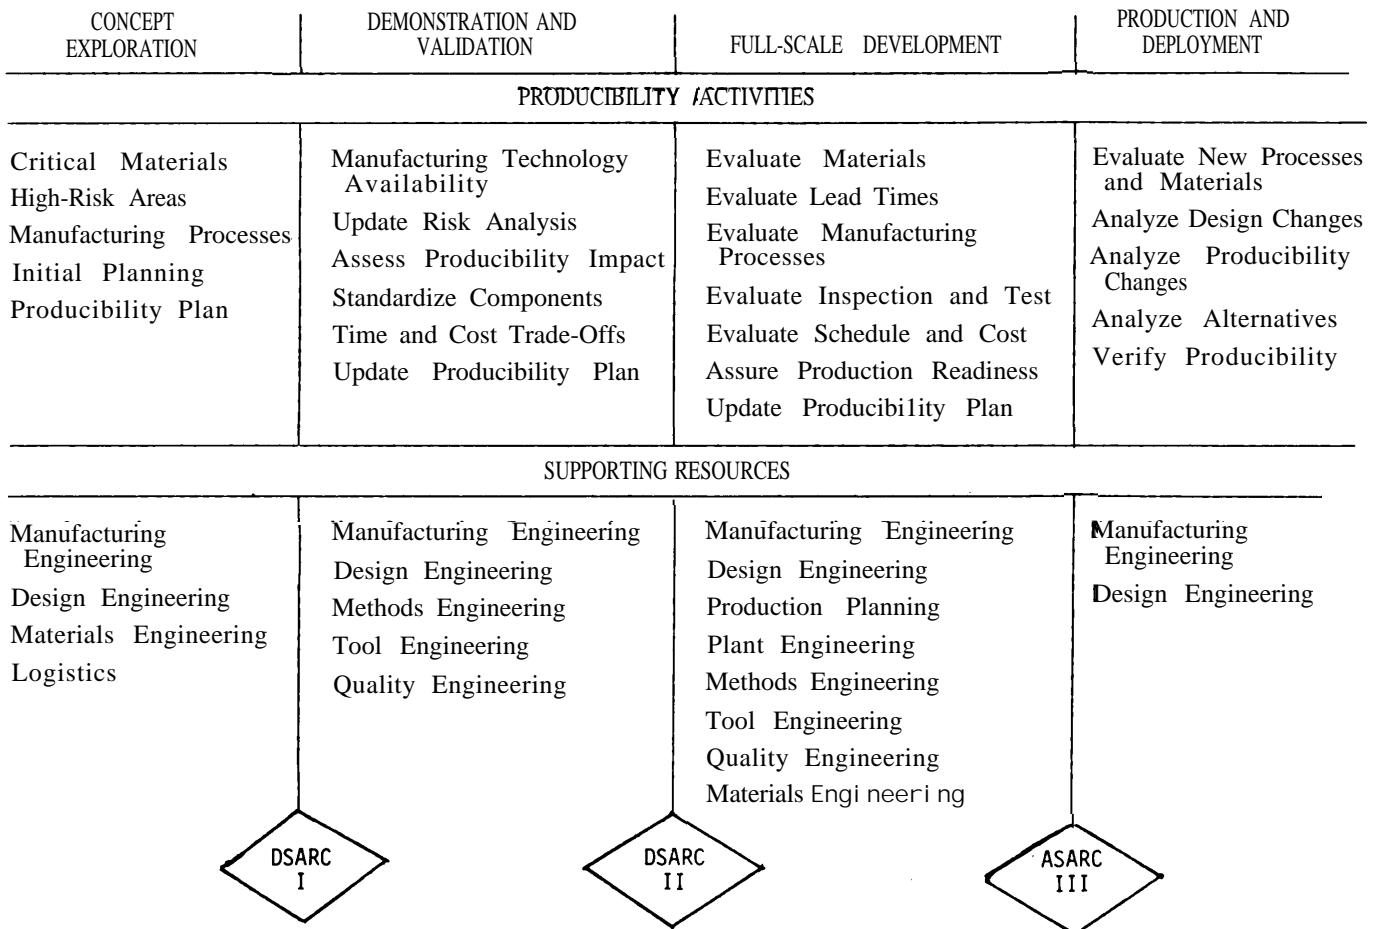 CONCEPT
EXPLORATION
DEMONSTRATION AND
VALIDATION
FULL-SCALE DEVELOPMENT
PRODUCTION AND
DEPLOYMENT
PRODUCIBILITY ACTIVITIES
Critical Materials
High-Risk Areas
Manufacturing Processes
Initial Planning
Producibility Plan
Manufacturing Technology
Availability
Update Risk Analysis
Assess Producibility Impact
Standardize Components
Time and Cost Trade-Offs
Update Producibility Plan
Evaluate Materials
Evaluate Lead Times
Evaluate Manufacturing
Processes
Evaluate Inspection and Test
Evaluate Schedule and Cost
Assure Production Readiness
Update Producibility Plan
Evaluate New Processes
and Materials
Analyze Design Changes
Analyze Producibility
Changes
Analyze Alternatives
Verify Producibility
SUPPORTING RESOURCES
Manufacturing
Engineering
Design Engineering
Materials Engineering
Logistics
Manufacturing Engineering
Design Engineering
Methods Engineering
Tool Engineering
Quality Engineering
Manufacturing Engineering
Design Engineering
Production Planning
Plant Engineering
Methods Engineering
Tool Engineering
Quality Engineering
Materials Engineering
Manufacturing
Engineering
Design Engineering
DSARC
I
DSARC
II
ASARC
III